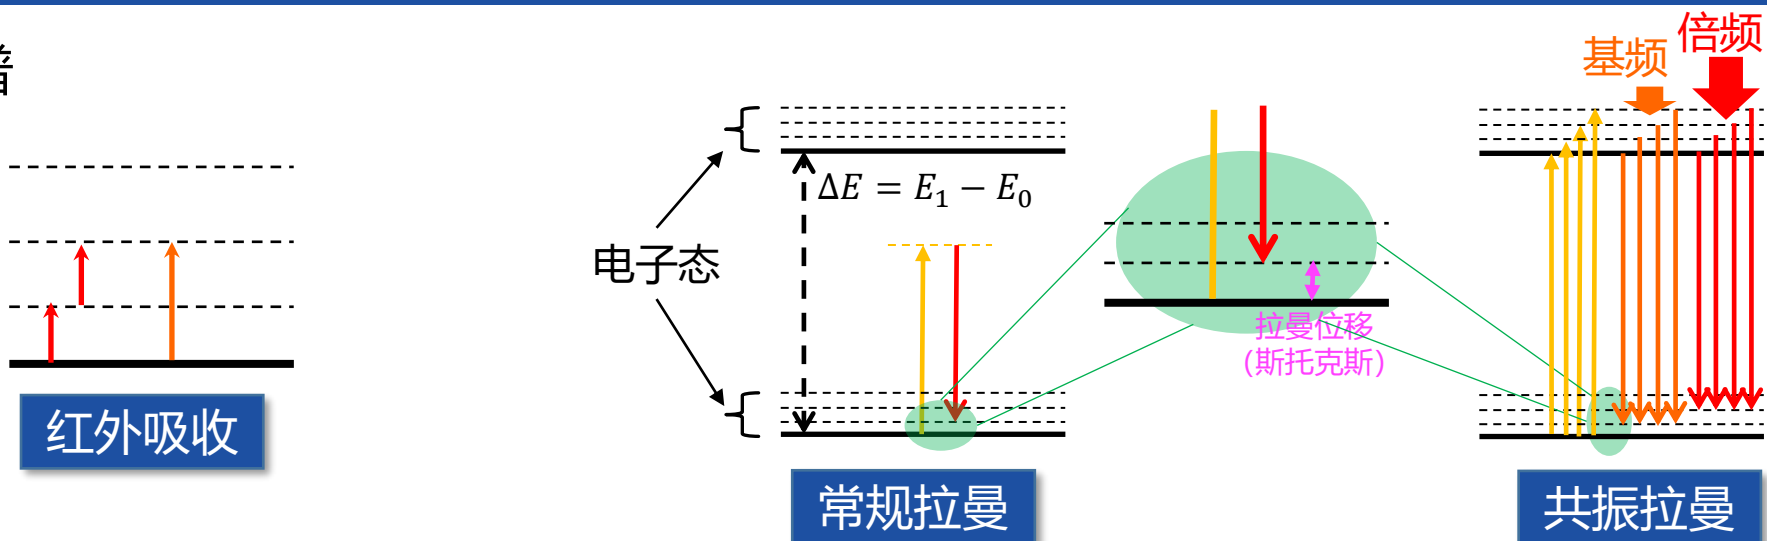 谱
倍频
基频
ΔE = E₁ − E₀
电子态
拉曼位移
(斯托克斯)
红外吸收
常规拉曼
共振拉曼